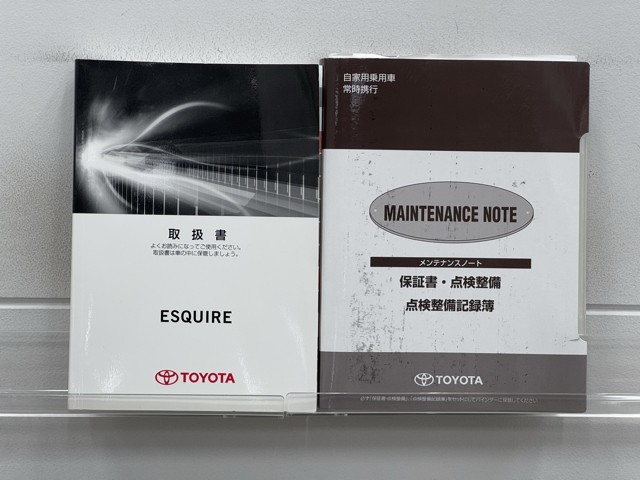 取扱書
よくお読みになってご使用ください。
取扱書は車の中に保管しましょう。
ESQUIRE
TOYOTA
自家用乗用車
常時携行
MAINTENANCE NOTE
メンテナンスノート
保証書・点検整備
点検整備記録簿
TOYOTA